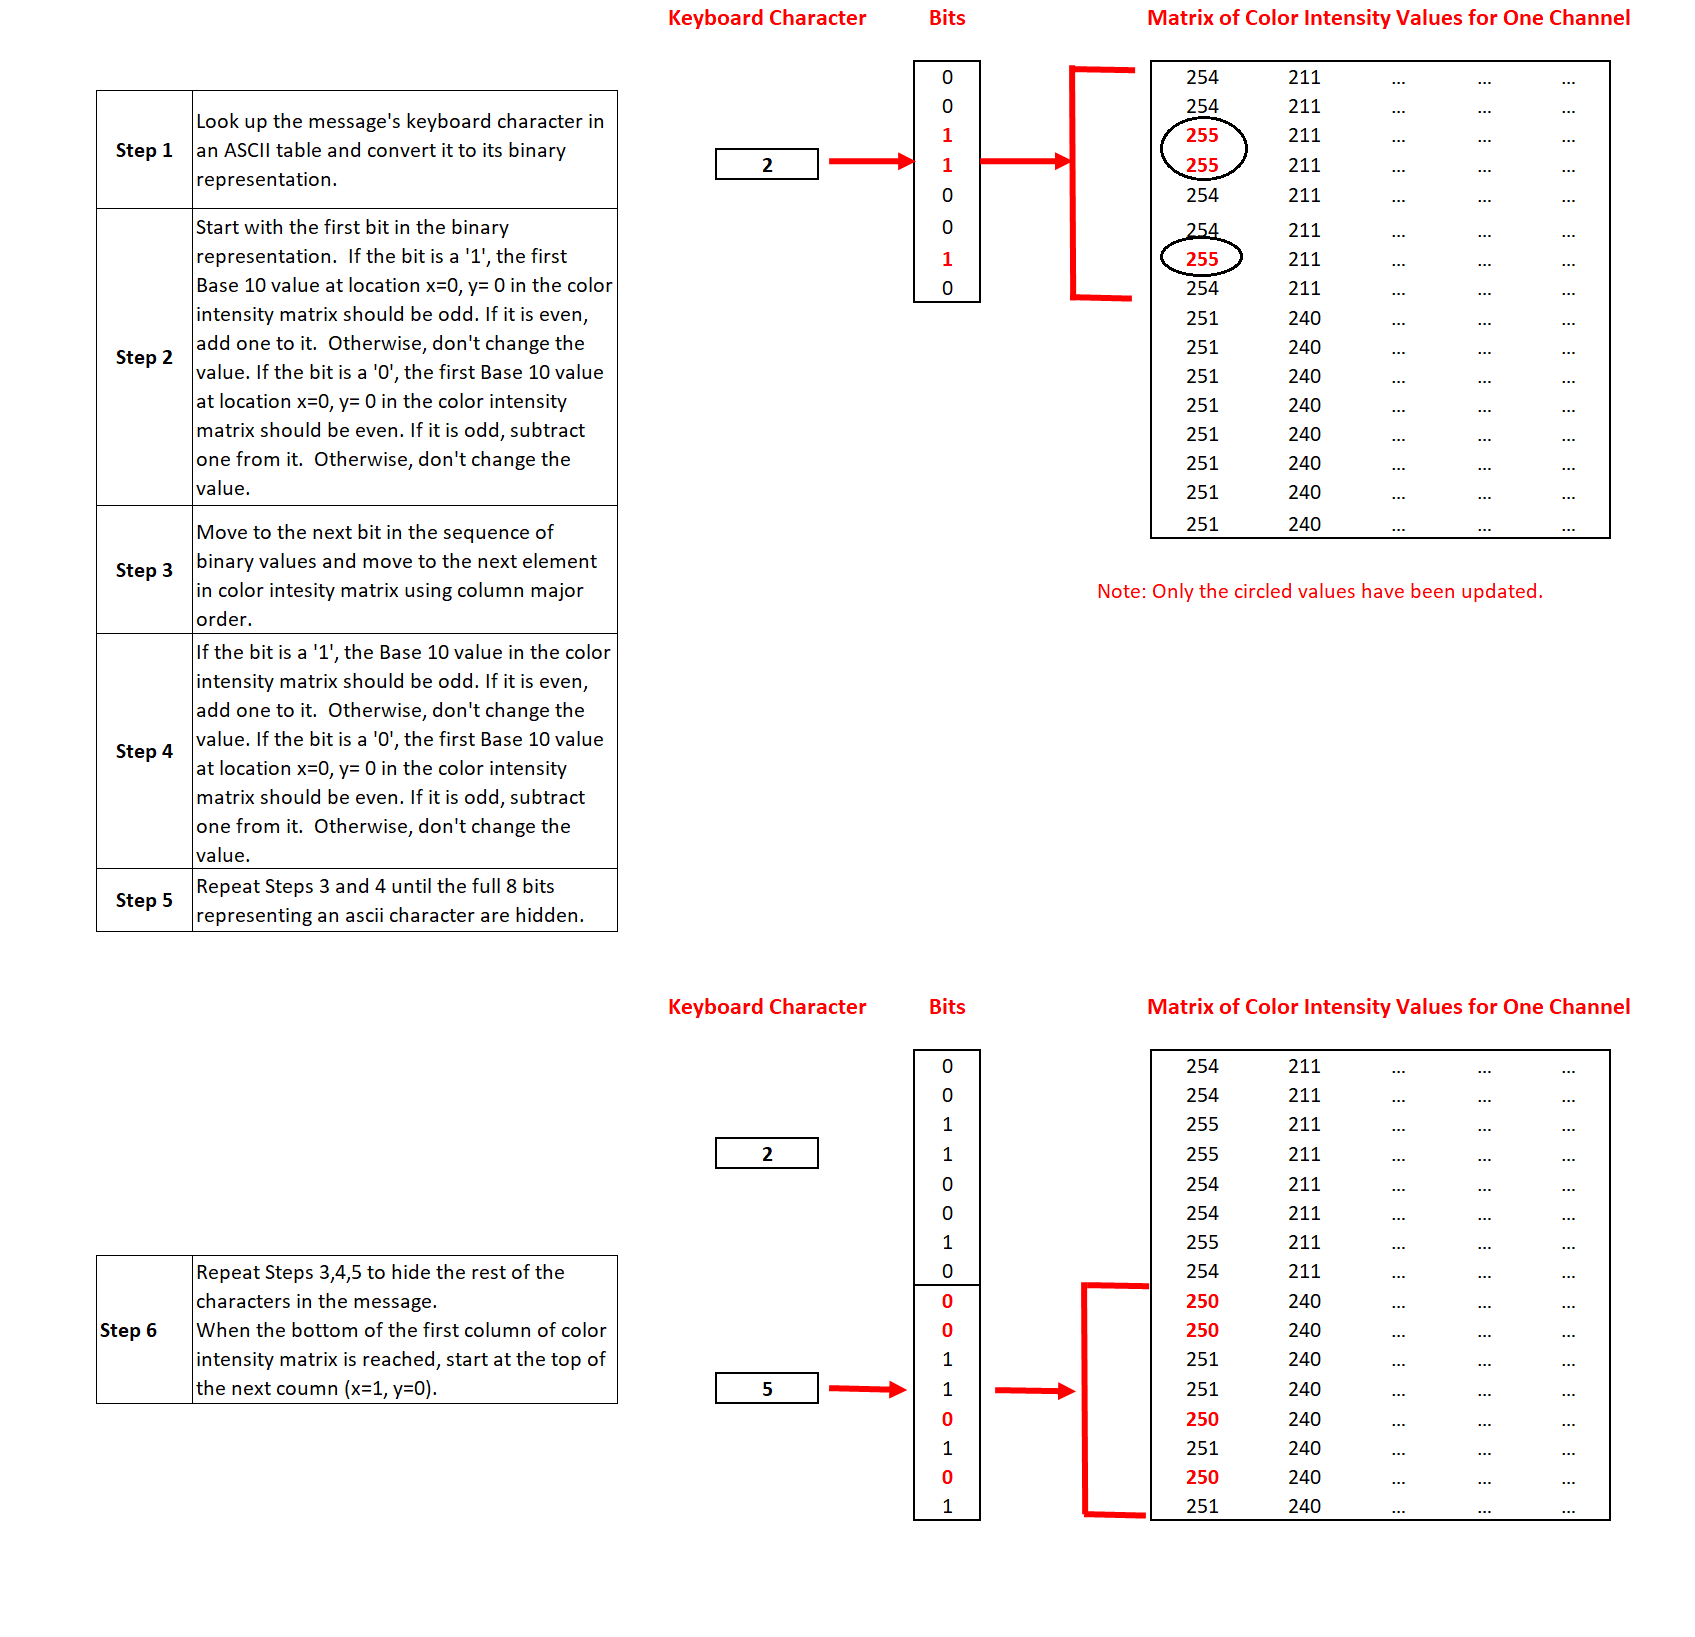 Keyboard Character Bits Matrix of Color Intensity Values for One Channel
Step 1
Look up the message's keyboard character in
an ASCII table and convert it to its binary
representation.
Step 2
Start with the first bit in the binary
representation.  If the bit is a '1', the first
Base 10 value at location x=0, y= 0 in the color
intensity matrix should be odd. If it is even,
add one to it.  Otherwise, don't change the
value. If the bit is a '0', the first Base 10 value
at location x=0, y= 0 in the color intensity
matrix should be even. If it is odd, subtract
one from it.  Otherwise, don't change the
value.
Step 3
Move to the next bit in the sequence of
binary values and move to the next element
in color intesity matrix using column major
order.
Step 4
If the bit is a '1', the Base 10 value in the color
intensity matrix should be odd. If it is even,
add one to it.  Otherwise, don't change the
value. If the bit is a '0', the first Base 10 value
at location x=0, y= 0 in the color intensity
matrix should be even. If it is odd, subtract
one from it.  Otherwise, don't change the
value.
Step 5
Repeat Steps 3 and 4 until the full 8 bits
representing an ascii character are hidden.
2
0
0
1
1
0
0
1
0
254 211 ... ... ...
254 211 ... ... ...
255 211 ... ... ...
255 211 ... ... ...
254 211 ... ... ...
254 211 ... ... ...
255 211 ... ... ...
254 211 ... ... ...
251 240 ... ... ...
251 240 ... ... ...
251 240 ... ... ...
251 240 ... ... ...
251 240 ... ... ...
251 240 ... ... ...
251 240 ... ... ...
251 240 ... ... ...
Note: Only the circled values have been updated.
Keyboard Character Bits Matrix of Color Intensity Values for One Channel
Step 6
Repeat Steps 3,4,5 to hide the rest of the
characters in the message.
When the bottom of the first column of color
intensity matrix is reached, start at the top of
the next coumn (x=1, y=0).
2
5
0
0
1
1
0
0
1
0
0
0
1
1
0
1
0
1
254 211 ... ... ...
254 211 ... ... ...
255 211 ... ... ...
255 211 ... ... ...
254 211 ... ... ...
254 211 ... ... ...
255 211 ... ... ...
254 211 ... ... ...
250 240 ... ... ...
250 240 ... ... ...
251 240 ... ... ...
251 240 ... ... ...
250 240 ... ... ...
251 240 ... ... ...
250 240 ... ... ...
251 240 ... ... ...